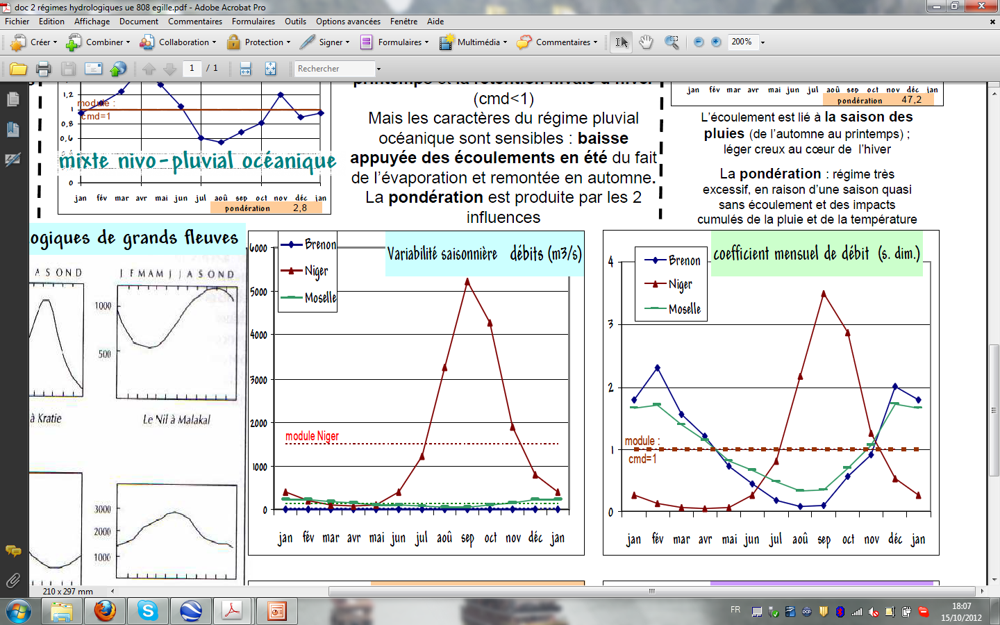 doc 2 régimes hydrologiques ue 808 egille.pdf - Adobe Acrobat Pro
Fichier Edition Affichage Document Commentaires Formulaires Outils Options avancées Fenêtre Aide
Créer Combiner Collaboration Protection Signer Formulaires Multimédia Commentaires 200%
1 / 1 Rechercher
1,2
1
0,8
0,6
0
module :
cmd=1
mixte nivo-pluvial océanique
jan fév mar avr mai jun jul aoû sep oct nov déc jan
pondération 2,8
printemps et la rétention nivale d'hiver
(cmd<1)
Mais les caractères du régime pluvial
océanique sont sensibles : baisse
appuyée des écoulements en été du fait
de l'évaporation et remontée en automne.
La pondération est produite par les 2
influences
jan fév mar avr mai jun jul aoû sep oct nov déc jan
pondération 47,2
L'écoulement est lié à la saison des
pluies (de l'automne au printemps) ;
léger creux au cœur de l'hiver
La pondération : régime très
excessif, en raison d'une saison quasi
sans écoulement et des impacts
cumulés de la pluie et de la température
ogiques de grands fleuves
A S O N D
J F M A M J J A S O N D
1000
500
à Kratie
Le Nil à Malakal
3000
2000
1000
Variabilité saisonnière débits (m3/s)
Brenon
Niger
Moselle
6000
5000
4000
3000
2000
1000
0
module Niger
jan fév mar avr mai jun jul aoû sep oct nov déc jan
coefficient mensuel de débit (s. dim.)
Brenon
Niger
Moselle
4
3
2
1
0
module :
cmd=1
jan fév mar avr mai jun jul aoû sep oct nov déc jan
210 x 297 mm
FR
18:07
15/10/2012